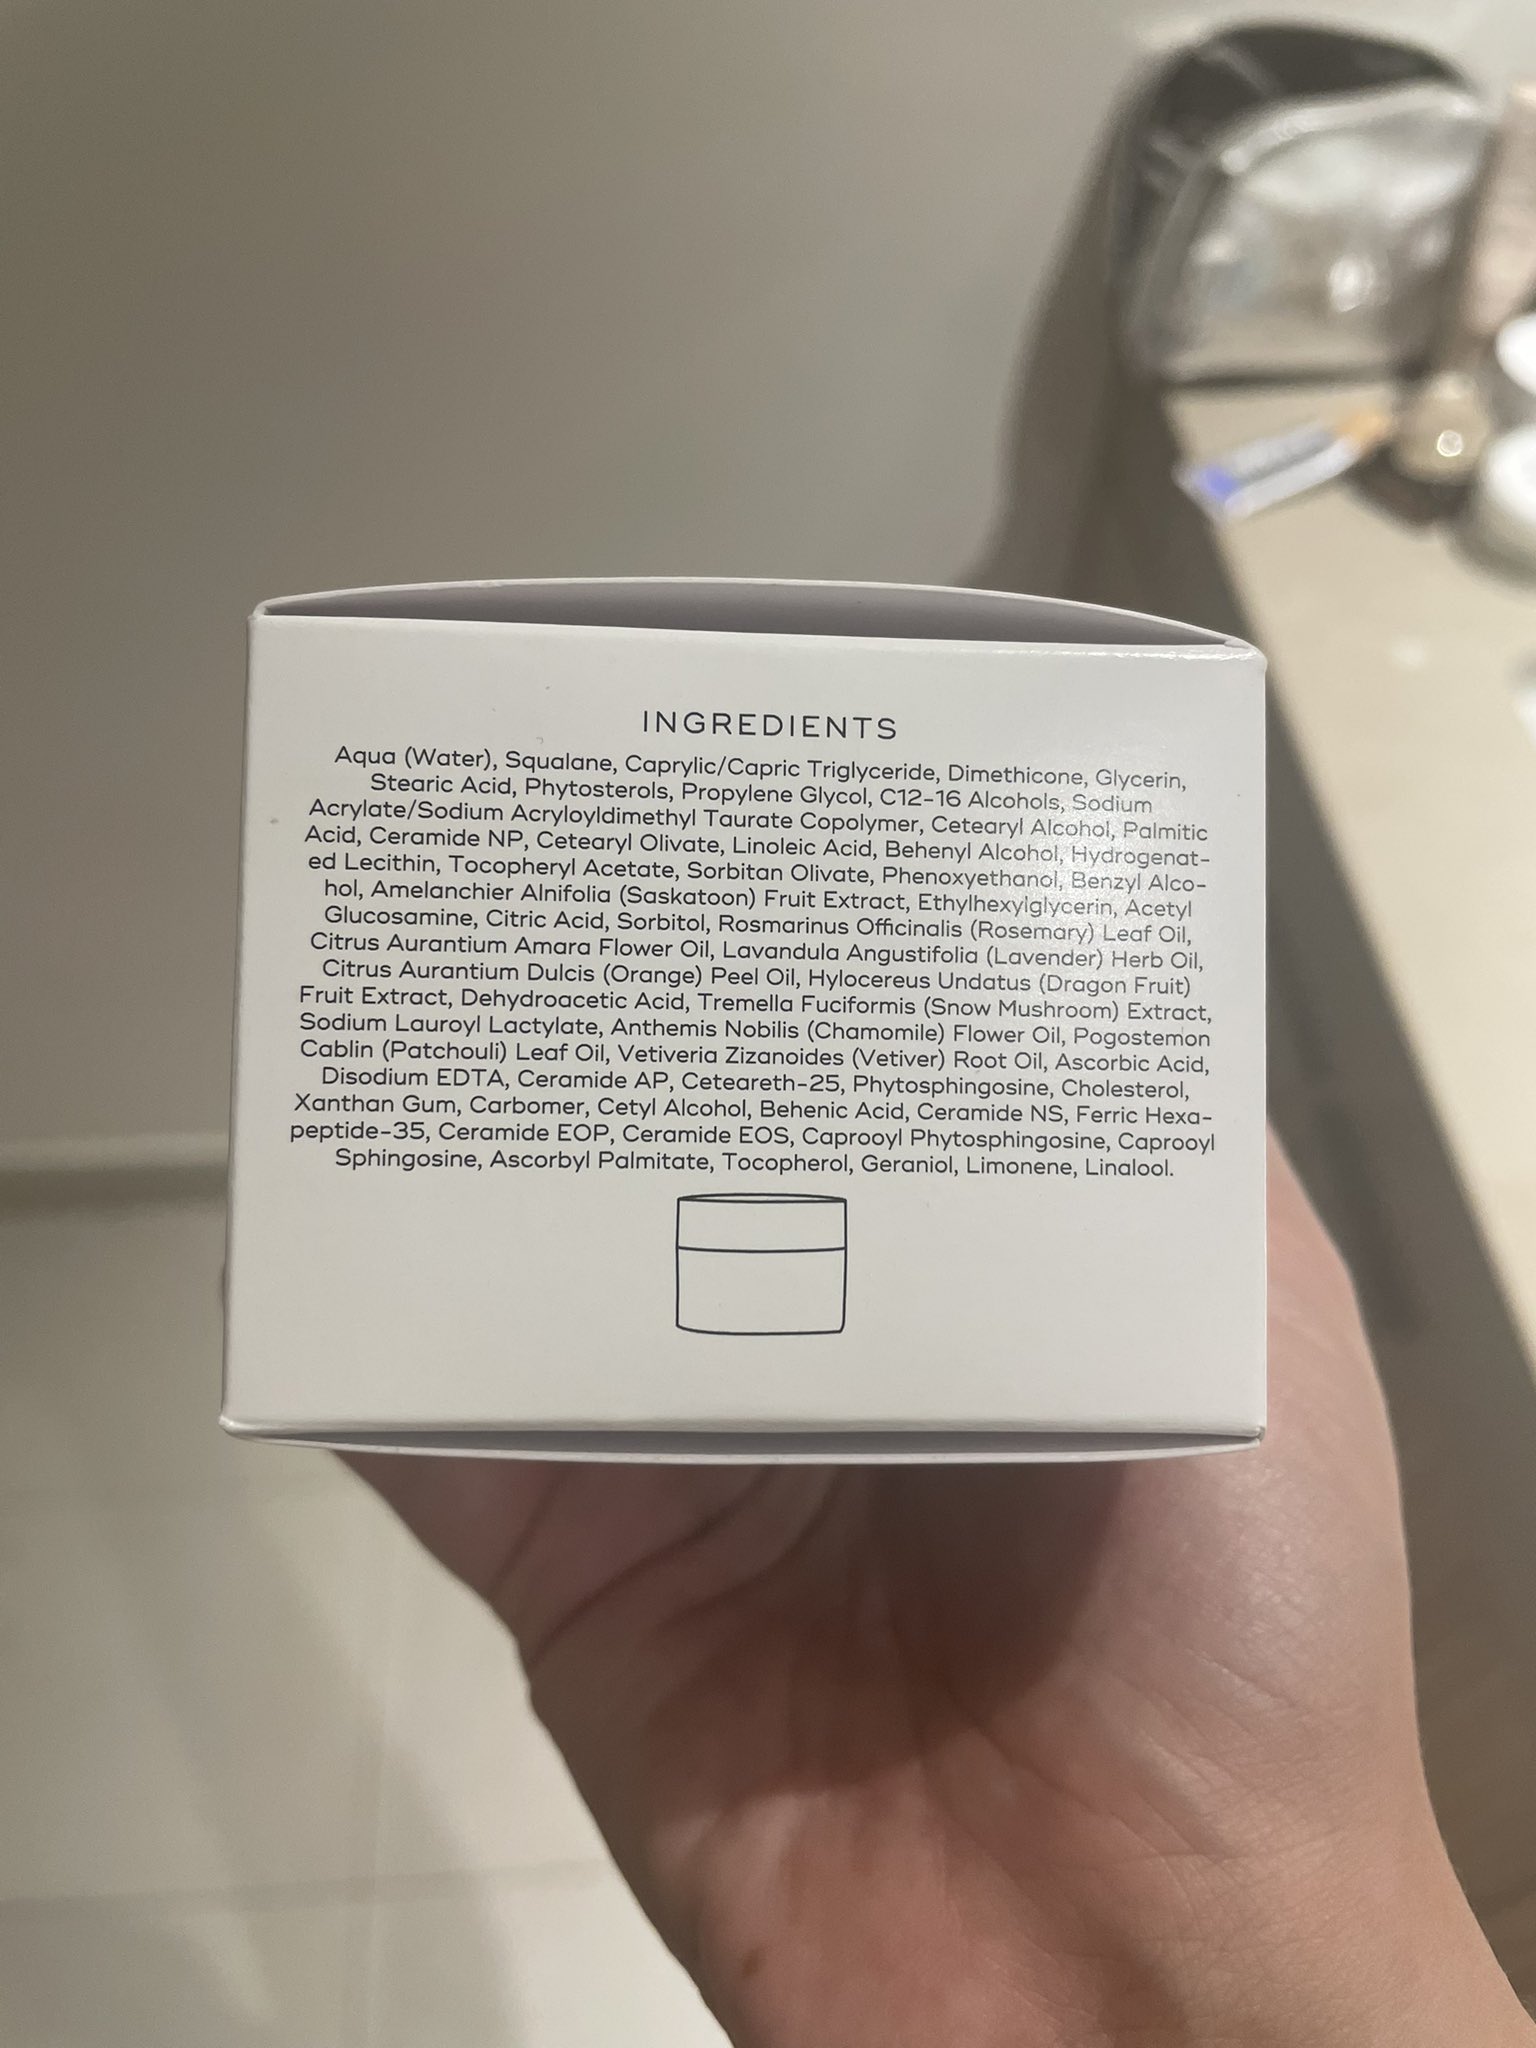 INGREDIENTS
Aqua (Water), Squalane, Caprylic/Capric Triglyceride, Dimethicone, Glycerin,
Stearic Acid, Phytosterols, Propylene Glycol, C12-16 Alcohols, Sodium
Acrylate/Sodium Acryloyldimethyl Taurate Copolymer, Cetearyl Alcohol, Palmitic
Acid, Ceramide NP, Cetearyl Olivate, Linoleic Acid, Behenyl Alcohol, Hydrogenat-
ed Lecithin, Tocopheryl Acetate, Sorbitan Olivate, Phenoxyethanol, Benzyl Alco-
hol, Amelanchier Alnifolia (Saskatoon) Fruit Extract, Ethylhexylglycerin, Acetyl
Glucosamine, Citric Acid, Sorbitol, Rosmarinus Officinalis (Rosemary) Leaf Oil,
Citrus Aurantium Amara Flower Oil, Lavandula Angustifolia (Lavender) Herb Oil,
Citrus Aurantium Dulcis (Orange) Peel Oil, Hylocereus Undatus (Dragon Fruit)
Fruit Extract, Dehydroacetic Acid, Tremella Fuciformis (Snow Mushroom) Extract,
Sodium Lauroyl Lactylate, Anthemis Nobilis (Chamomile) Flower Oil, Pogostemon
Cablin (Patchouli) Leaf Oil, Vetiveria Zizanoides (Vetiver) Root Oil, Ascorbic Acid,
Disodium EDTA, Ceramide AP, Ceteareth-25, Phytosphingosine, Cholesterol,
Xanthan Gum, Carbomer, Cetyl Alcohol, Behenic Acid, Ceramide NS, Ferric Hexa-
peptide-35, Ceramide EOP, Ceramide EOS, Caprooyl Phytosphingosine, Caprooyl
Sphingosine, Ascorbyl Palmitate, Tocopherol, Geraniol, Limonene, Linalool.